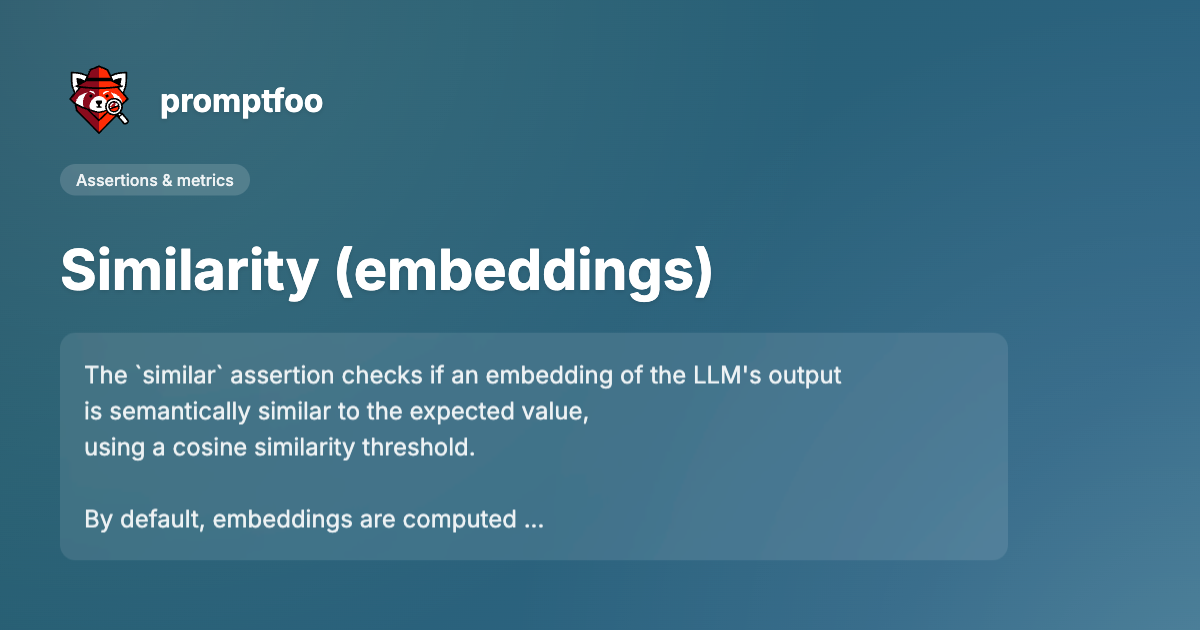 promptfoo
Assertions & metrics
Similarity (embeddings)
The `similar` assertion checks if an embedding of the LLM's output
is semantically similar to the expected value,
using a cosine similarity threshold.
By default, embeddings are computed ...